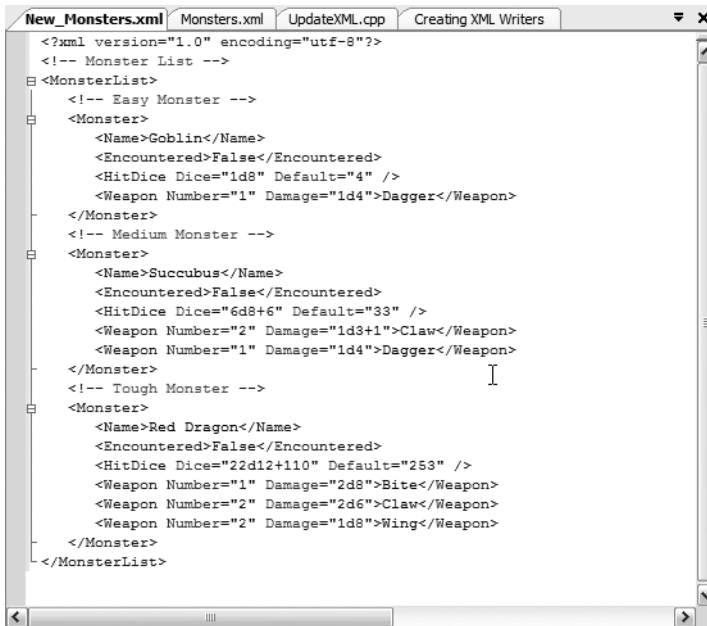 New_Monsters.xml Monsters.xml UpdateXML.cpp Creating XML Writers
<?xml version="1.0" encoding="utf-8"?>
<!-- Monster List -->
<MonsterList>
<!-- Easy Monster -->
<Monster>
<Name>Goblin</Name>
<Encountered>False</Encountered>
<HitDice Dice="1d8" Default="4" />
<Weapon Number="1" Damage="1d4">Dagger</Weapon>
</Monster>
<!-- Medium Monster -->
<Monster>
<Name>Succubus</Name>
<Encountered>False</Encountered>
<HitDice Dice="6d8+6" Default="33" />
<Weapon Number="2" Damage="1d3+1">Claw</Weapon>
<Weapon Number="1" Damage="1d4">Dagger</Weapon>
</Monster>
<!-- Tough Monster -->
<Monster>
<Name>Red Dragon</Name>
<Encountered>False</Encountered>
<HitDice Dice="22d12+110" Default="253" />
<Weapon Number="1" Damage="2d8">Bite</Weapon>
<Weapon Number="2" Damage="2d6">Claw</Weapon>
<Weapon Number="2" Damage="1d8">Wing</Weapon>
</Monster>
</MonsterList>